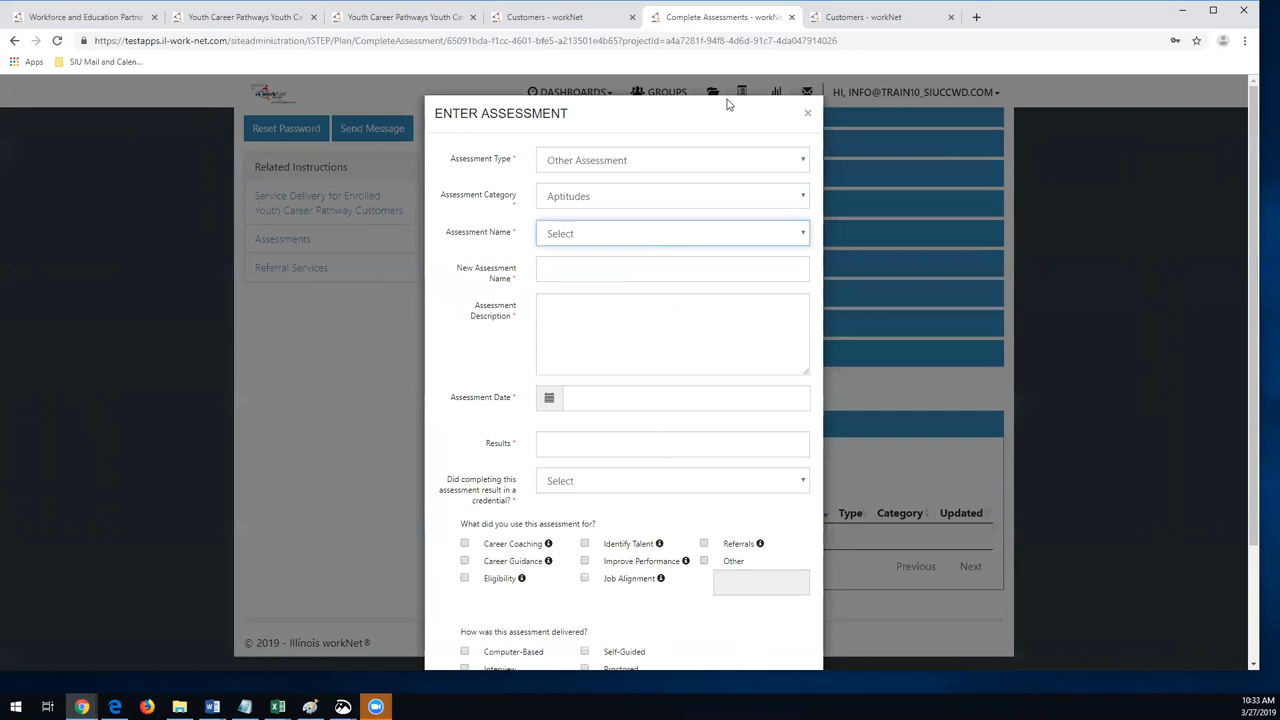 Workforce and Education Partne
Youth Career Pathways Youth Ca
Youth Career Pathways Youth Ca
Customers - workNet
Complete Assessments - workN
Customers - workNet
https://testapps.il-work-net.com/siteadministration/ISTEP/Plan/CompleteAssessment/65091bda-f1cc-4601-bfe5-a213501e4b65?projectId=a4a7281f-94f8-4d6d-91c7-4da047914026
Apps
SIU Mail and Calen...
DASHBOARDS
GROUPS
HI, INFO@TRAIN10_SIUCCWD.COM
Reset Password
Send Message
Related Instructions
Service Delivery for Enrolled
Youth Career Pathway Customers
Assessments
Referral Services
ENTER ASSESSMENT
×
Assessment Type *
Other Assessment
Assessment Category
*
Aptitudes
Assessment Name *
Select
New Assessment
Name *
Assessment
Description *
Assessment Date *
Results *
Did completing this
assessment result in a
credential? *
Select
What did you use this assessment for?
Career Coaching
Identify Talent
Referrals
Career Guidance
Improve Performance
Other
Eligibility
Job Alignment
How was this assessment delivered?
Computer-Based
Self-Guided
Interview
Proctored
Type
Category
Updated
Previous
Next
© 2019 - Illinois workNet®
10:33 AM
3/27/2019